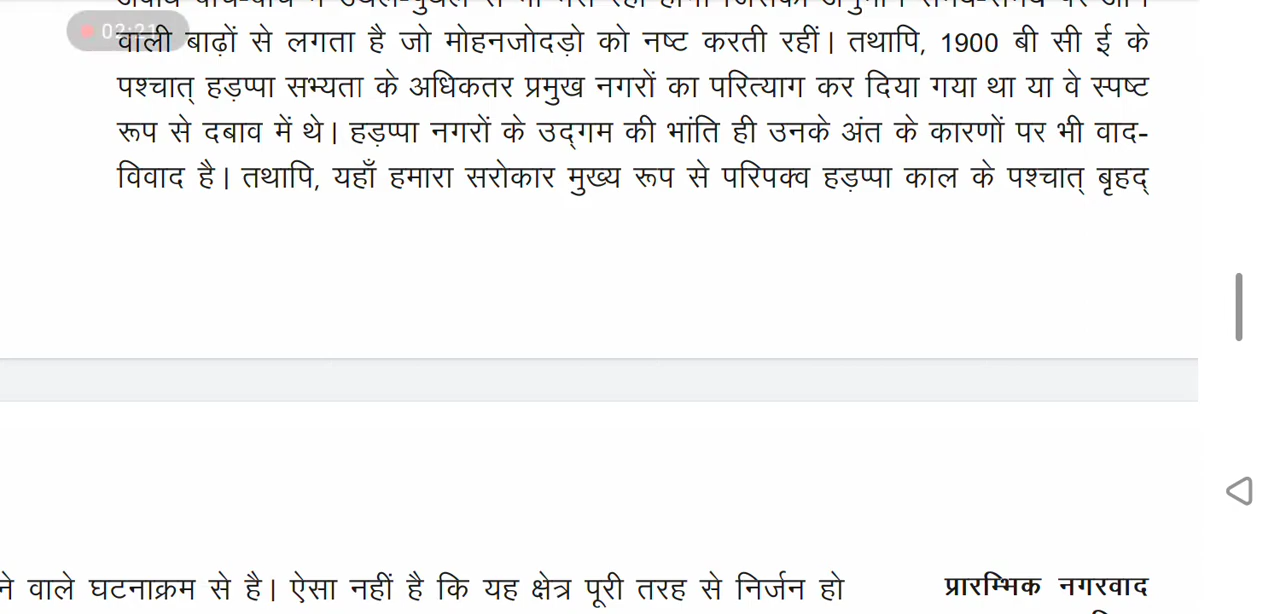 वाली बाढ़ों से लगता है जो मोहनजोदड़ो को नष्ट करती रहीं। तथापि, 1900 बी सी ई के
पश्चात् हड़प्पा सभ्यता के अधिकतर प्रमुख नगरों का परित्याग कर दिया गया था या वे स्पष्ट
रूप से दबाव में थे। हड़प्पा नगरों के उद्‌गम की भांति ही उनके अंत के कारणों पर भी वाद-
विवाद है। तथापि, यहाँ हमारा सरोकार मुख्य रूप से परिपक्व हड़प्पा काल के पश्चात् बृहद्
ने वाले घटनाक्रम से है। ऐसा नहीं है कि यह क्षेत्र पूरी तरह से निर्जन हो
प्रारम्भिक नगरवाद